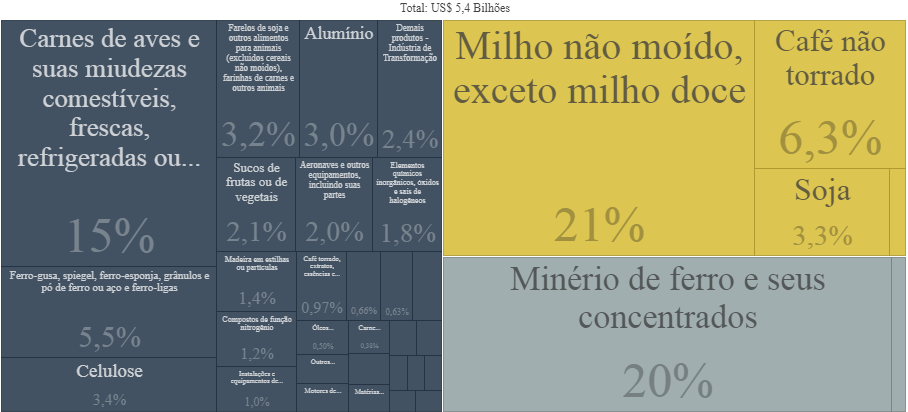 Total: US$ 5,4 Bilhões
Carnes de aves e
suas miudezas
comestíveis,
frescas,
refrigeradas ou...
15%
Ferro-gusa, spiegel, ferro-esponja, grânulos e
pó de ferro ou aço e ferro-ligas
5,5%
Celulose
3,4%
Farelos de soja e
outros alimentos
para animais
(excluídos cereais
não moídos),
farinhas de carnes e
outros animais
3,2%
Alumínio
3,0%
Demais
produtos -
Indústria de
Transformação
2,4%
Sucos de
frutas ou de
vegetais
2,1%
Aeronaves e outros
equipamentos,
incluindo suas
partes
2,0%
Elementos
químicos
inorgânicos, óxidos
e sais de
halogêneos
1,8%
Madeira em estilhas
ou partículas
1,4%
Compostos de função
nitrogênio
1,2%
Instalações e
equipamentos de...
1,0%
Café torrado,
extratos,
essências e...
0,97%
0,66%
0,63%
Óleos...
0,50%
Carne...
0,38%
Outros...
Motores de...
Matérias...
Milho não moído,
exceto milho doce
21%
Café não
torrado
6,3%
Soja
3,3%
Minério de ferro e seus
concentrados
20%